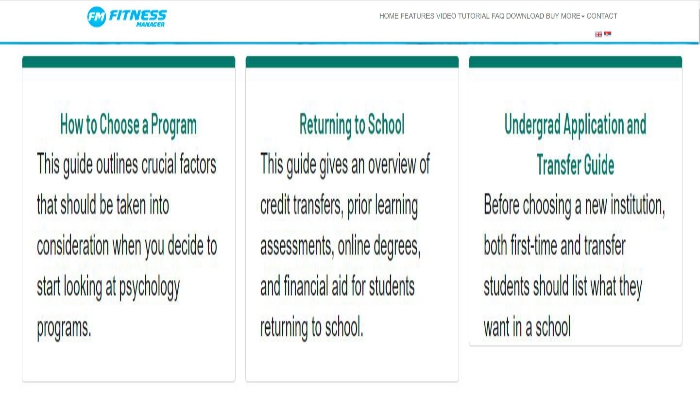 FM FITNESS
MANAGER
HOME FEATURES VIDEO TUTORIAL FAQ DOWNLOAD BUY MORE CONTACT
How to Choose a Program
This guide outlines crucial factors
that should be taken into
consideration when you decide to
start looking at psychology
programs.
Returning to School
This guide gives an overview of
credit transfers, prior learning
assessments, online degrees,
and financial aid for students
returning to school.
Undergrad Application and
Transfer Guide
Before choosing a new institution,
both first-time and transfer
students should list what they
want in a school